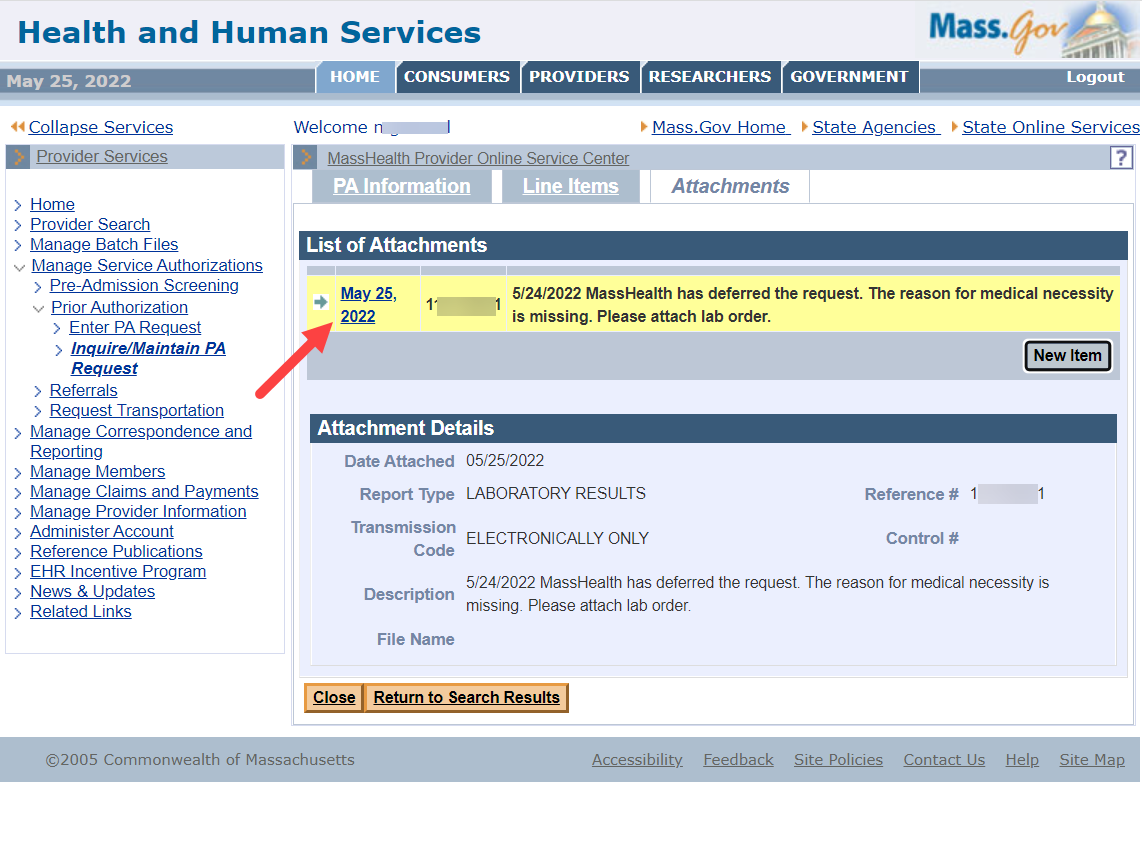 Health and Human Services
Mass.Gov
May 25, 2022
HOME CONSUMERS PROVIDERS RESEARCHERS GOVERNMENT
Logout
Collapse Services
Welcome
Mass.Gov Home State Agencies State Online Services
Provider Services
MassHealth Provider Online Service Center
?
PA Information Line Items Attachments
Home
Provider Search
Manage Batch Files
Manage Service Authorizations
Pre-Admission Screening
Prior Authorization
Enter PA Request
Inquire/Maintain PA
Request
Referrals
Request Transportation
Manage Correspondence and
Reporting
Manage Members
Manage Claims and Payments
Manage Provider Information
Administer Account
Reference Publications
EHR Incentive Program
News & Updates
Related Links
List of Attachments
May 25,
2022
5/24/2022 MassHealth has deferred the request. The reason for medical necessity
is missing. Please attach lab order.
New Item
Attachment Details
Date Attached 05/25/2022
Report Type LABORATORY RESULTS
Reference # 1 1
Transmission
Code ELECTRONICALLY ONLY
Control #
Description 5/24/2022 MassHealth has deferred the request. The reason for medical necessity is
missing. Please attach lab order.
File Name
Close Return to Search Results
©2005 Commonwealth of Massachusetts
Accessibility Feedback Site Policies Contact Us Help Site Map